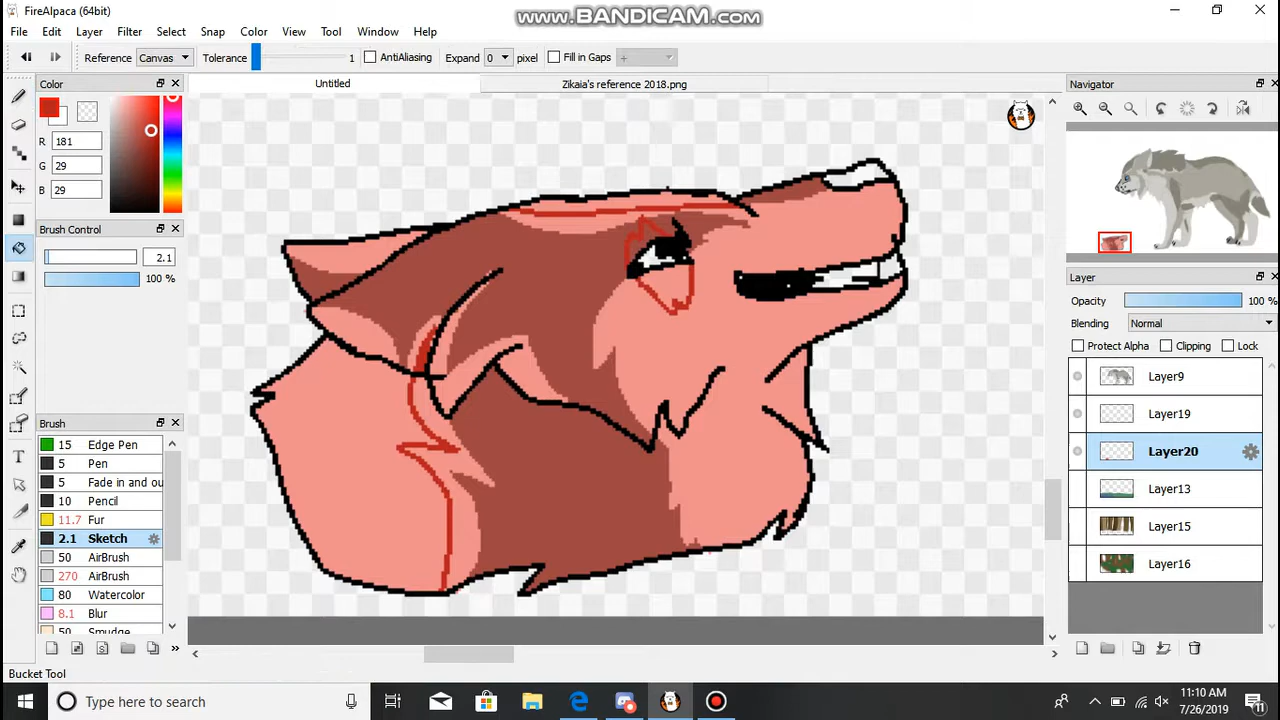 www.BANDICAM.com
FireAlpaca (64bit)
File Edit Layer Filter Select Snap Color View Tool Window Help
Reference Canvas Tolerance 1 AntiAliasing Expand 0 pixel Fill in Gaps +
Color
Untitled
Zikaia's reference 2018.png
Navigator
R 181
G 29
B 29
Brush Control
2.1
100 %
Layer
Opacity 100 %
Blending Normal
Protect Alpha Clipping Lock
Layer9
Layer19
Layer20
Layer13
Layer15
Layer16
Brush
15 Edge Pen
5 Pen
5 Fade in and ou
10 Pencil
11.7 Fur
2.1 Sketch
50 AirBrush
270 AirBrush
80 Watercolor
8.1 Blur
50 Smudge
Bucket Tool
Type here to search
11:10 AM
7/26/2019
11